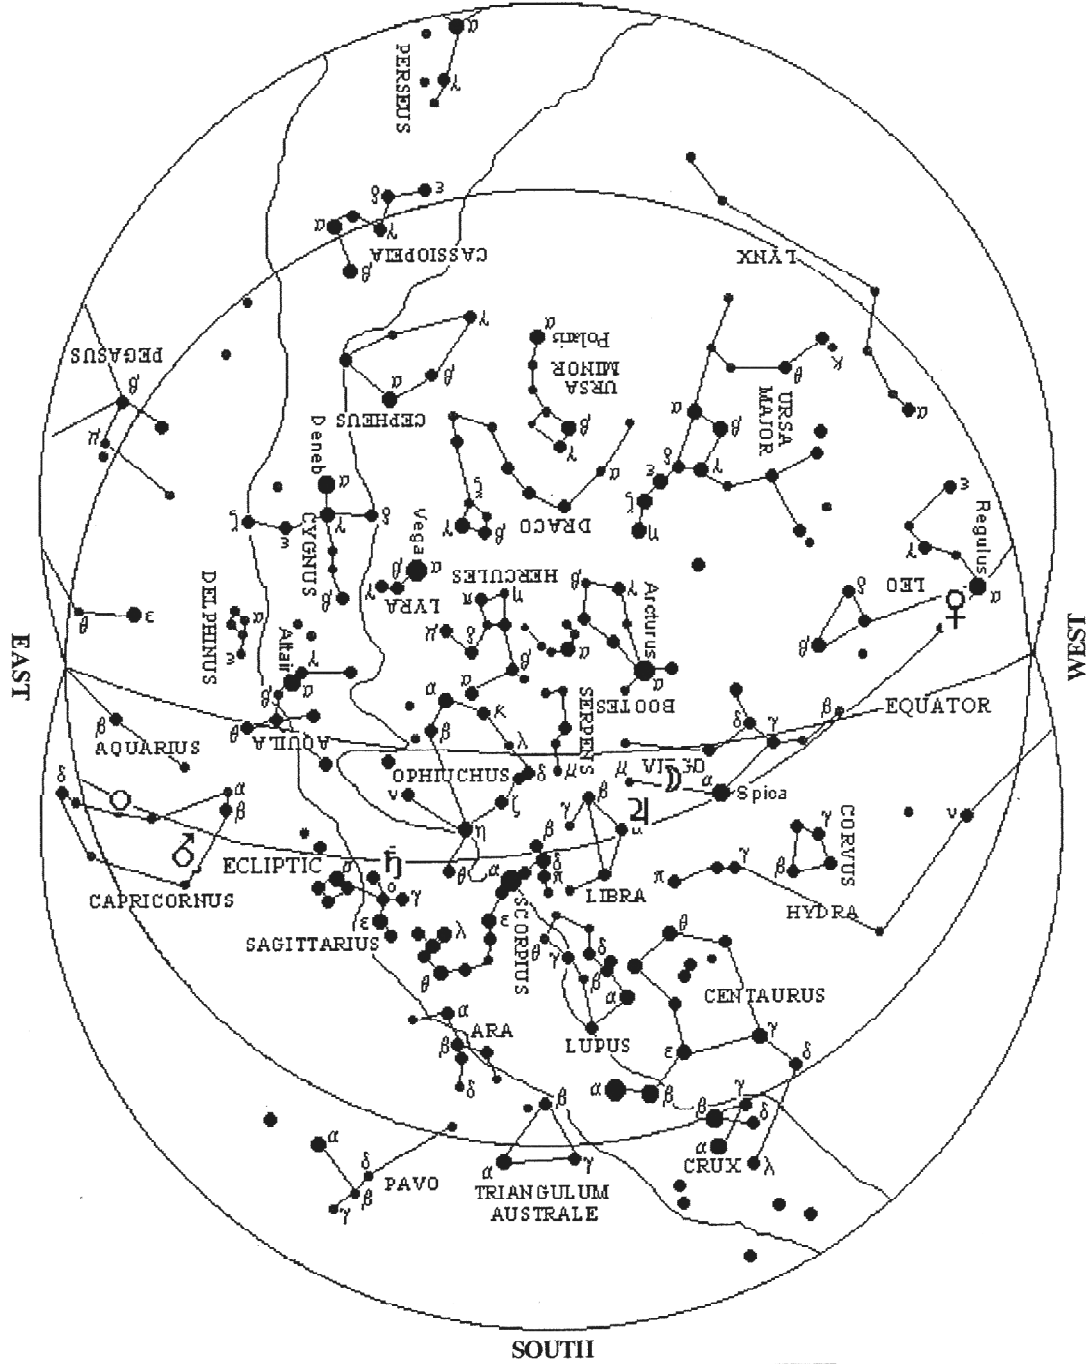 PERSEUS
CASSIOPEIA
LYNX
PEGASUS
CEPHEUS
Polaris
URSA
MINOR
URSA
MAJOR
Deneb
CYGNUS
DRACO
Vega
LYRA
HERCULES
Arcturus
BOOTES
Regulus
LEO
DELPHINUS
Altair
EAST
WEST
AQUARIUS
AQUILA
OPHIUCHUS
SERPENS
EQUATOR
Spica
ECLIPTIC
CAPRICORNUS
SAGITTARIUS
SCORPIUS
LIBRA
CORVUS
HYDRA
CENTAURUS
ARA
LUPUS
CRUX
PAVO
TRIANGULUM
AUSTRALE
SOUTH